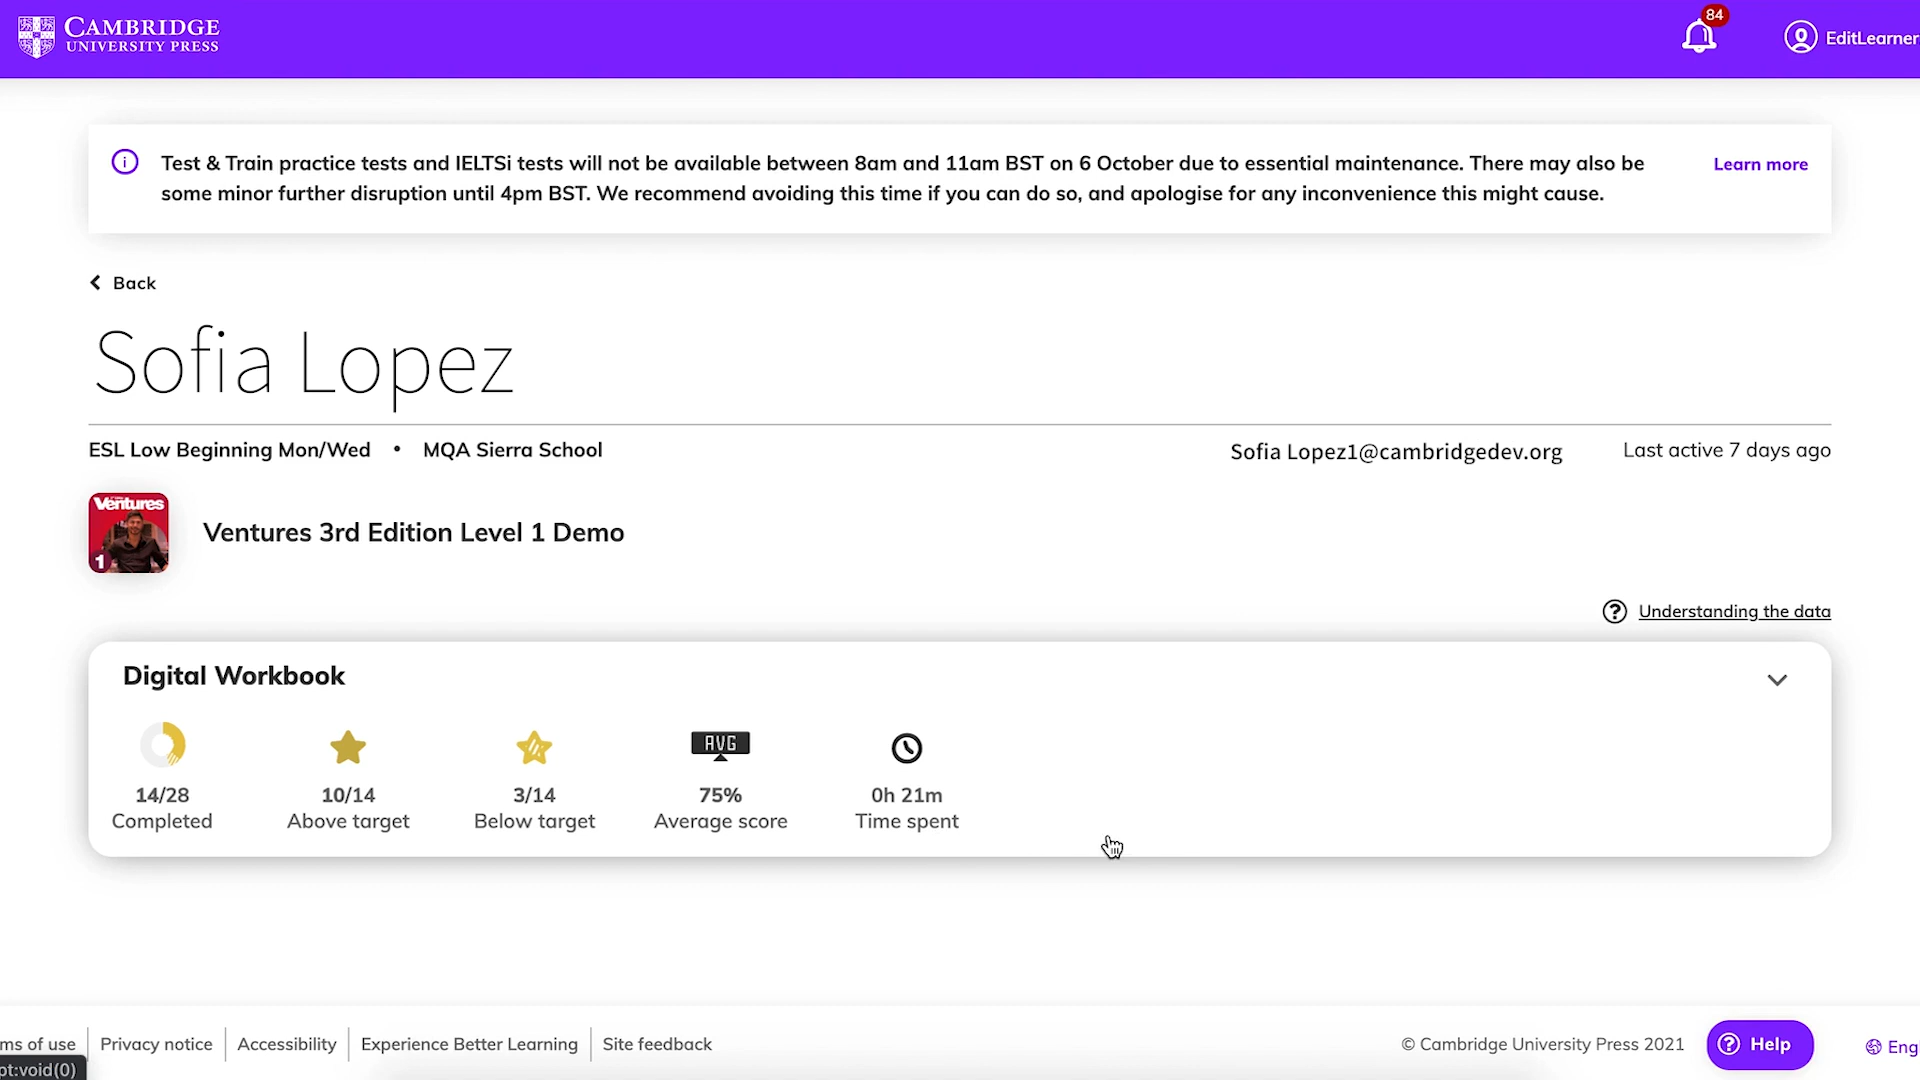 CAMBRIDGE
UNIVERSITY PRESS
84
EditLearner
Test & Train practice tests and IELTSi tests will not be available between 8am and 11am BST on 6 October due to essential maintenance. There may also be
some minor further disruption until 4pm BST. We recommend avoiding this time if you can do so, and apologise for any inconvenience this might cause.
Learn more
Back
Sofia Lopez
ESL Low Beginning Mon/Wed • MQA Sierra School
Sofia Lopez1@cambridgedev.org
Last active 7 days ago
Ventures
1
Ventures 3rd Edition Level 1 Demo
Understanding the data
Digital Workbook
AVG
14/28
Completed
10/14
Above target
3/14
Below target
75%
Average score
0h 21m
Time spent
ms of use
Privacy notice
Accessibility
Experience Better Learning
Site feedback
© Cambridge University Press 2021
Help
Engl
pt:void(0)